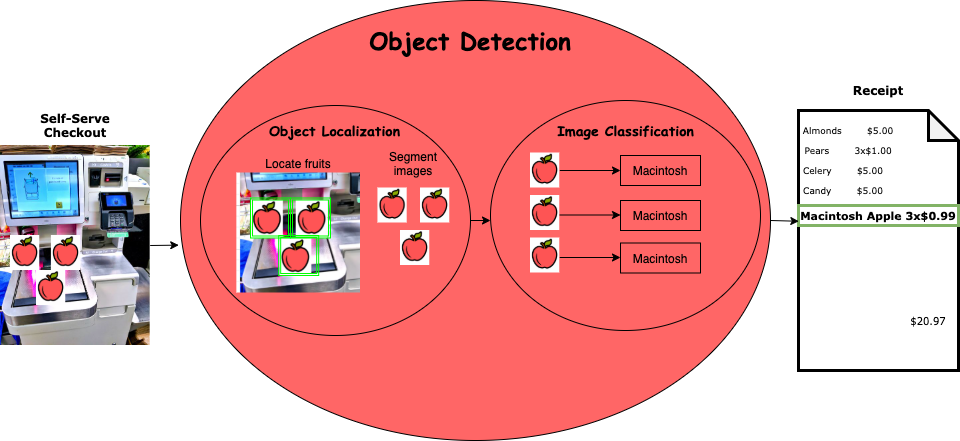 Object Detection
Self-Serve
Checkout
Object Localization
Locate fruits
Segment
images
Image Classification
Macintosh
Macintosh
Macintosh
Receipt
Almonds $5.00
Pears 3x$1.00
Celery $5.00
Candy $5.00
Macintosh Apple 3x$0.99
$20.97